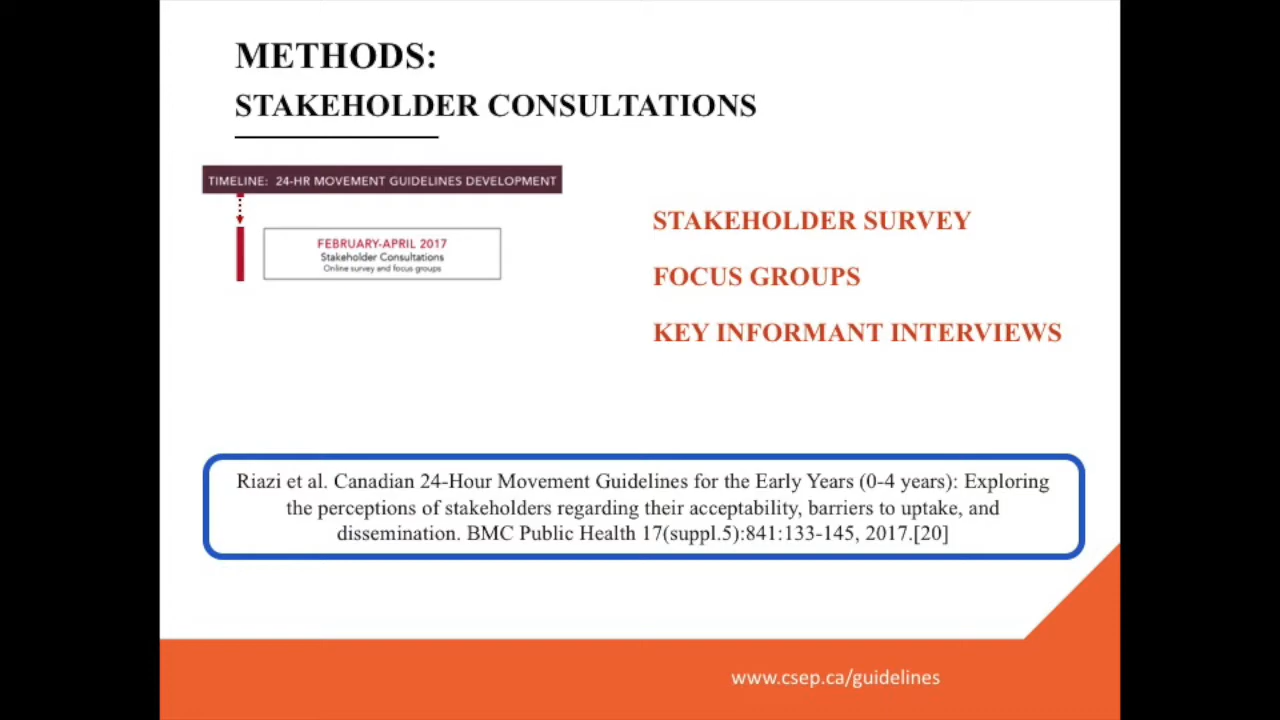 METHODS:
STAKEHOLDER CONSULTATIONS
TIMELINE: 24-HR MOVEMENT GUIDELINES DEVELOPMENT
FEBRUARY-APRIL 2017
Stakeholder Consultations
Online survey and focus groups
STAKEHOLDER SURVEY
FOCUS GROUPS
KEY INFORMANT INTERVIEWS
Riazi et al. Canadian 24-Hour Movement Guidelines for the Early Years (0-4 years): Exploring
the perceptions of stakeholders regarding their acceptability, barriers to uptake, and
dissemination. BMC Public Health 17(suppl.5):841:133-145, 2017.[20]
www.csep.ca/guidelines